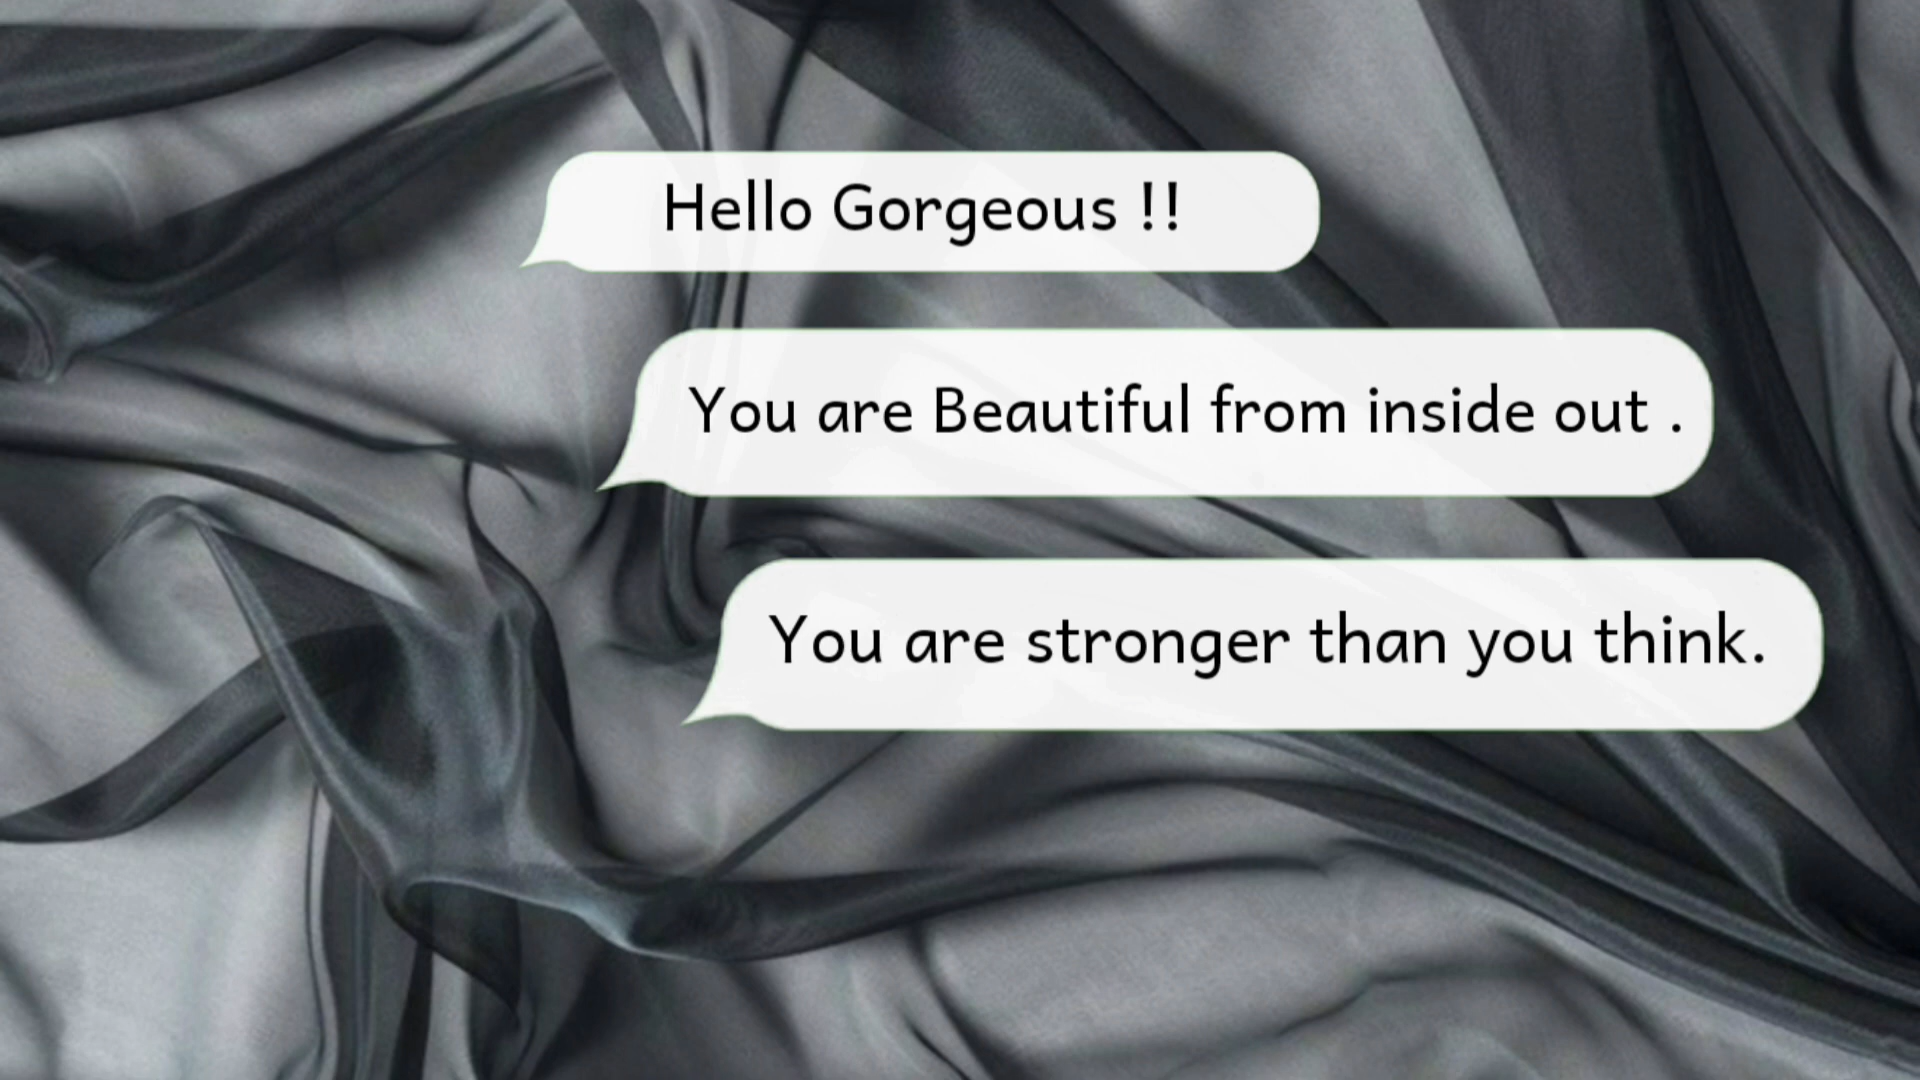 Hello Gorgeous !!
You are Beautiful from inside out .
You are stronger than you think.